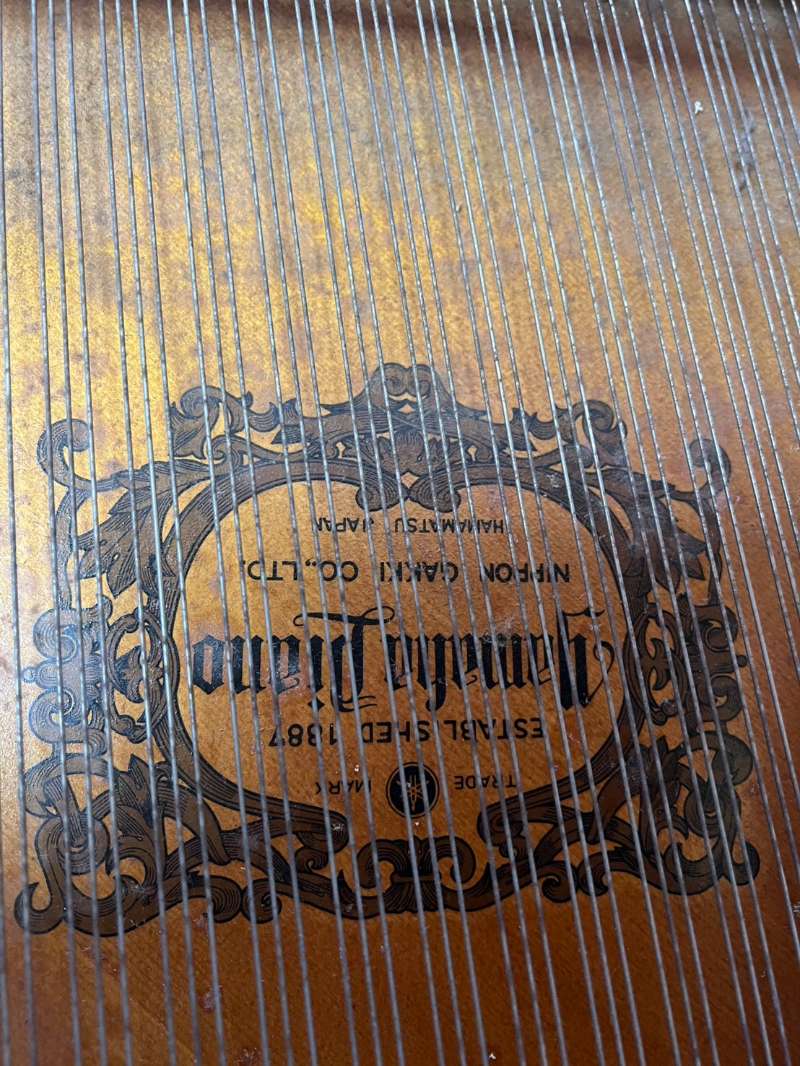 TRADE MARK
ESTABLISHED 1887
Yamaha Piano
NIPPON GAKKI CO., LTD.
HAMAMATSU JAPAN